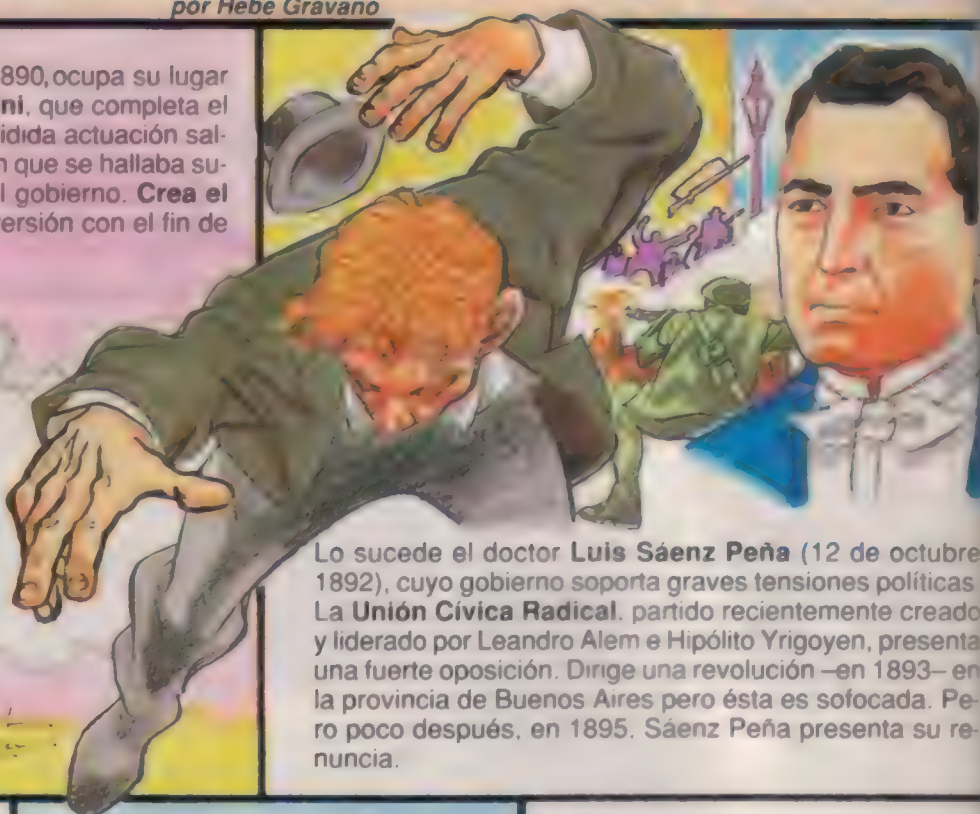 por Hebe Gravano
890, ocupa su lugar
ni, que completa el
idida actuación sal-
n que se hallaba su-
l gobierno. Crea el
versión con el fin de
Lo sucede el doctor Luis Sáenz Peña (12 de octubre
1892), cuyo gobierno soporta graves tensiones políticas
La Unión Cívica Radical, partido recientemente creado
y liderado por Leandro Alem e Hipólito Yrigoyen, presenta
una fuerte oposición. Dirige una revolución –en 1893– en
la provincia de Buenos Aires pero ésta es sofocada. Pe-
ro poco después, en 1895. Sáenz Peña presenta su re-
nuncia.